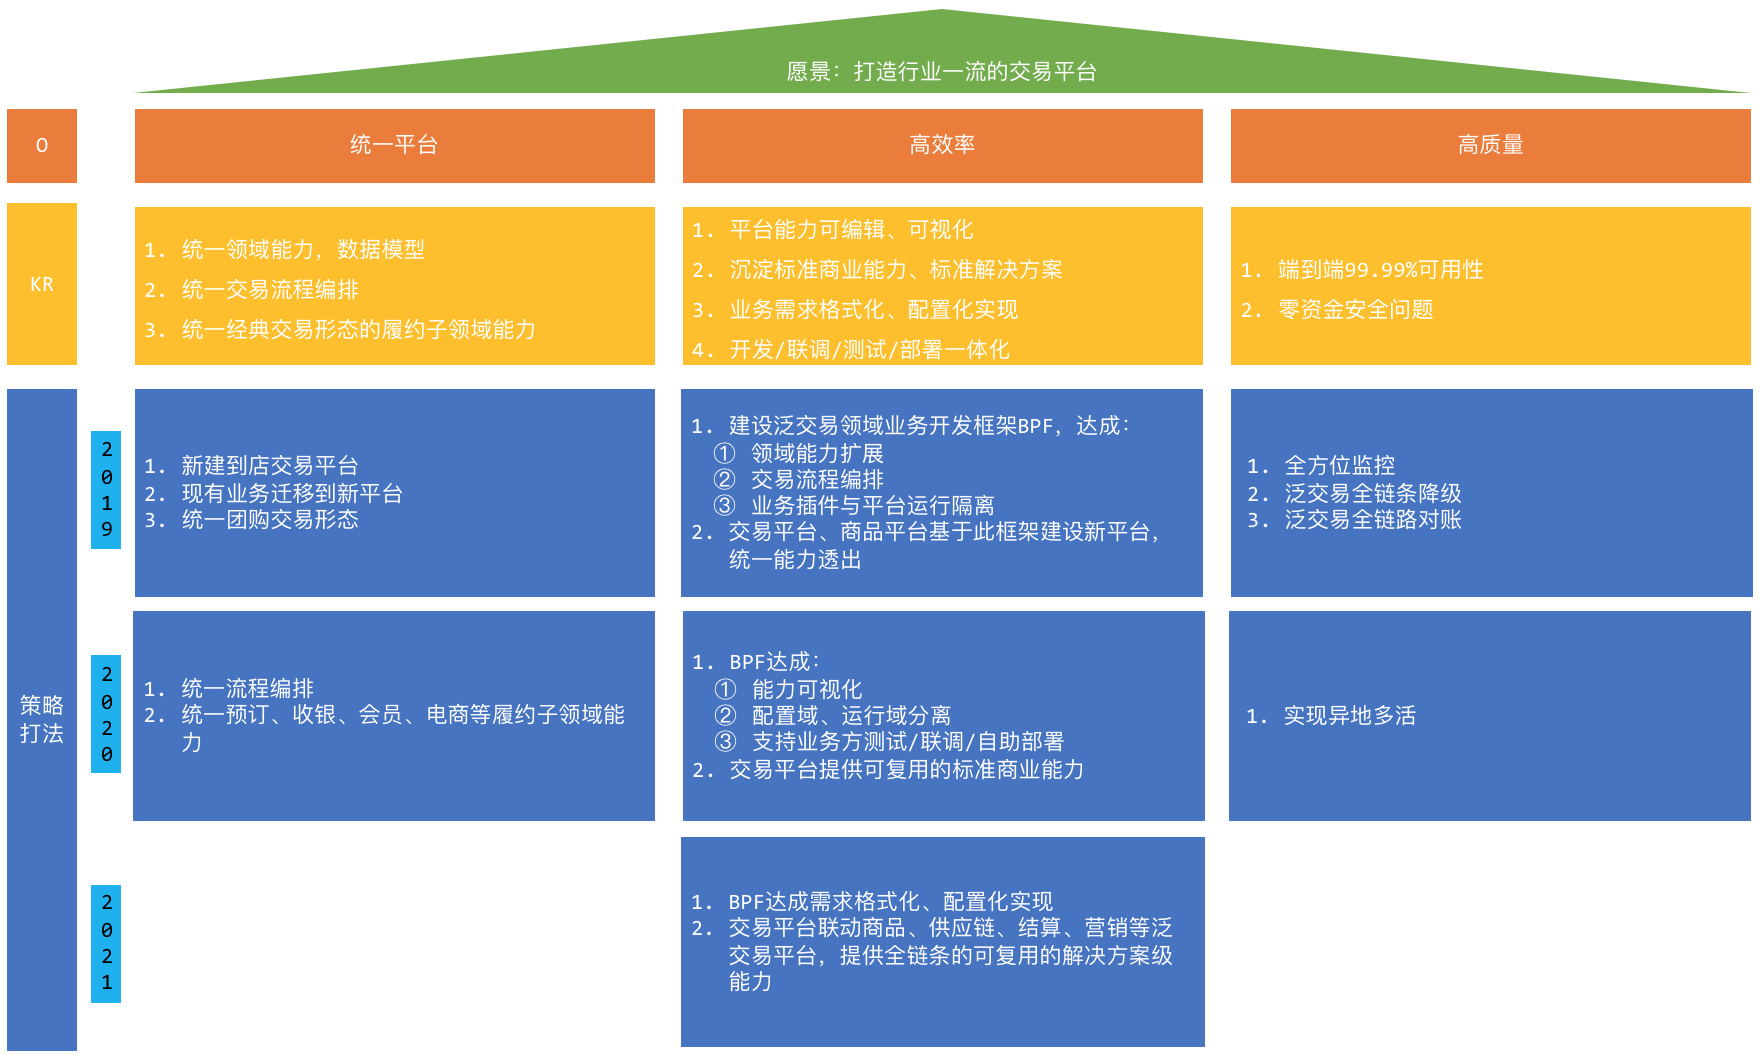 愿景：打造行业一流的交易平台
O
统一平台
高效率
高质量
KR
1. 统一领域能力，数据模型
2. 统一交易流程编排
3. 统一经典交易形态的履约子领域能力
1. 平台能力可编辑、可视化
2. 沉淀标准商业能力、标准解决方案
3. 业务需求格式化、配置化实现
4. 开发/联调/测试/部署一体化
1. 端到端99.99%可用性
2. 零资金安全问题
策略
打法
2
0
1
9
1. 新建到店交易平台
2. 现有业务迁移到新平台
3. 统一团购交易形态
1. 建设泛交易领域业务开发框架BPF，达成：
① 领域能力扩展
② 交易流程编排
③ 业务插件与平台运行隔离
2. 交易平台、商品平台基于此框架建设新平台，
统一能力透出
1. 全方位监控
2. 泛交易全链条降级
3. 泛交易全链路对账
2
0
2
0
1. 统一流程编排
2. 统一预订、收银、会员、电商等履约子领域能
力
1. BPF达成：
① 能力可视化
② 配置域、运行域分离
③ 支持业务方测试/联调/自助部署
2. 交易平台提供可复用的标准商业能力
1. 实现异地多活
2
0
2
1
1. BPF达成需求格式化、配置化实现
2. 交易平台联动商品、供应链、结算、营销等泛
交易平台，提供全链条的可复用的解决方案级
能力